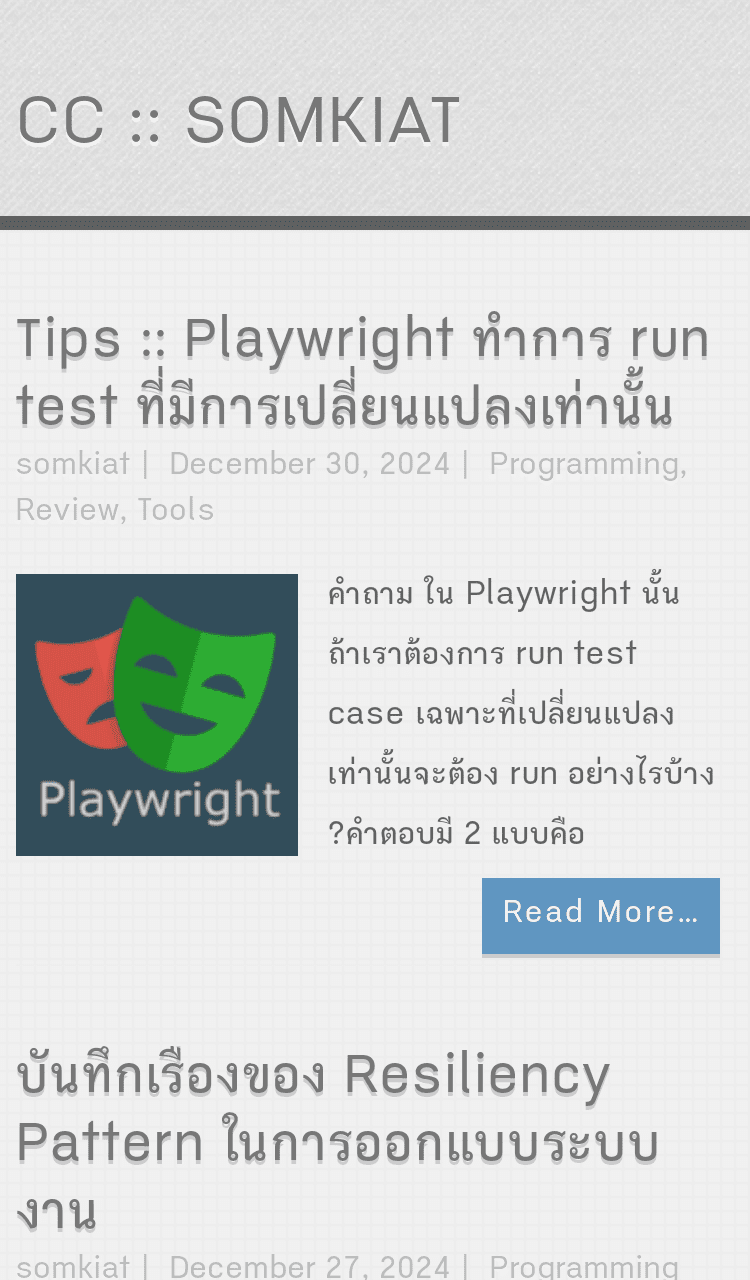 CC :: SOMKIAT
Tips :: Playwright ทำการ run
test ที่มีการเปลี่ยนแปลงเท่านั้น
somkiat | December 30, 2024 | Programming,
Review, Tools
Playwright
คำถาม ใน Playwright นั้น
ถ้าเราต้องการ run test
case เฉพาะที่เปลี่ยนแปลง
เท่านั้นจะต้อง run อย่างไรบ้าง
?คำตอบมี 2 แบบคือ
Read More…
บันทึกเรื่องของ Resiliency
Pattern ในการออกแบบระบบ
งาน
somkiat | December 27, 2024 | Programming